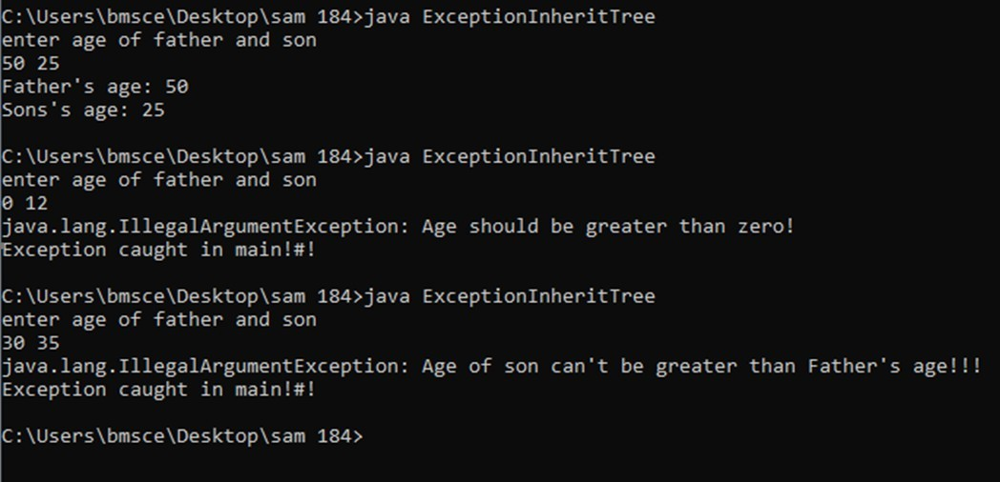 C:\Users\bmsce\Desktop\sam 184>java ExceptionInheritTree
enter age of father and son
50 25
Father's age: 50
Sons's age: 25
C:\Users\bmsce\Desktop\sam 184>java ExceptionInheritTree
enter age of father and son
0 12
java.lang.IllegalArgumentException: Age should be greater than zero!
Exception caught in main!#!
C:\Users\bmsce\Desktop\sam 184>java ExceptionInheritTree
enter age of father and son
30 35
java.lang.IllegalArgumentException: Age of son can't be greater than Father's age!!!
Exception caught in main!#!
C:\Users\bmsce\Desktop\sam 184>